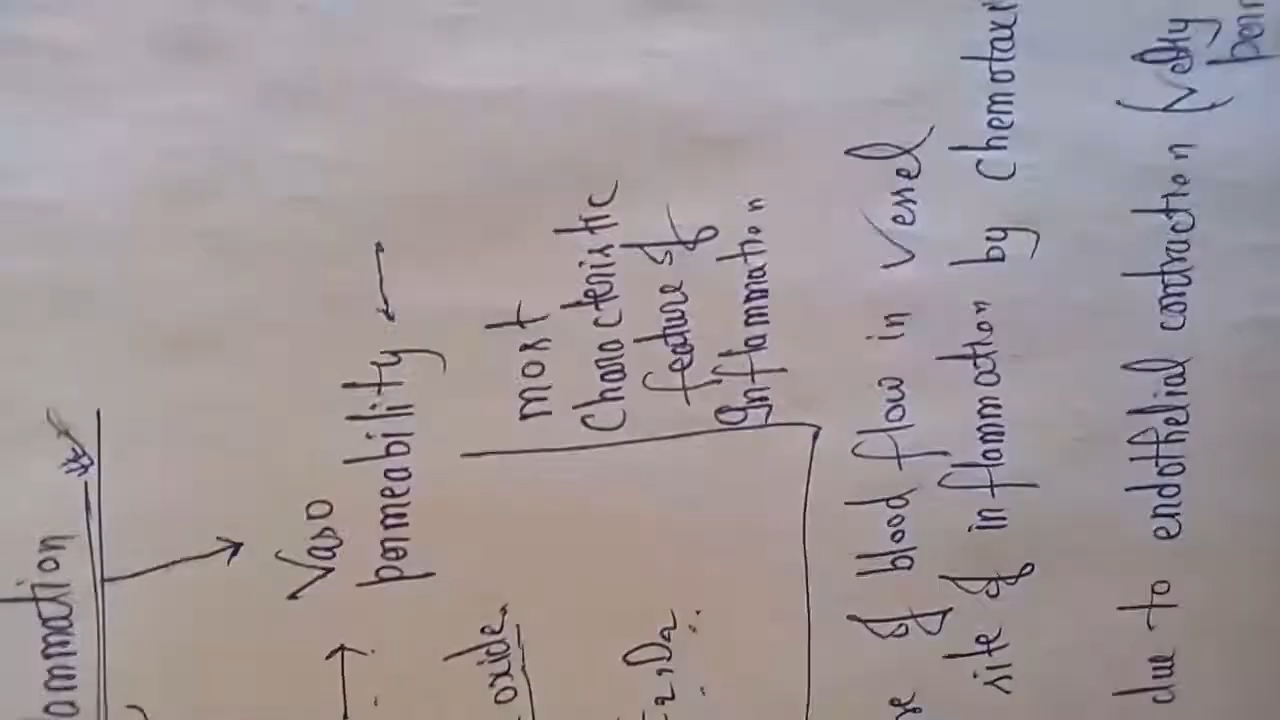 ammation
Vaso
permeability ←
most
characteristic
feature of
Inflammation
oxide
of blood flow in vessel
site of inflammation by chemotaxi
due to endothelial contraction (